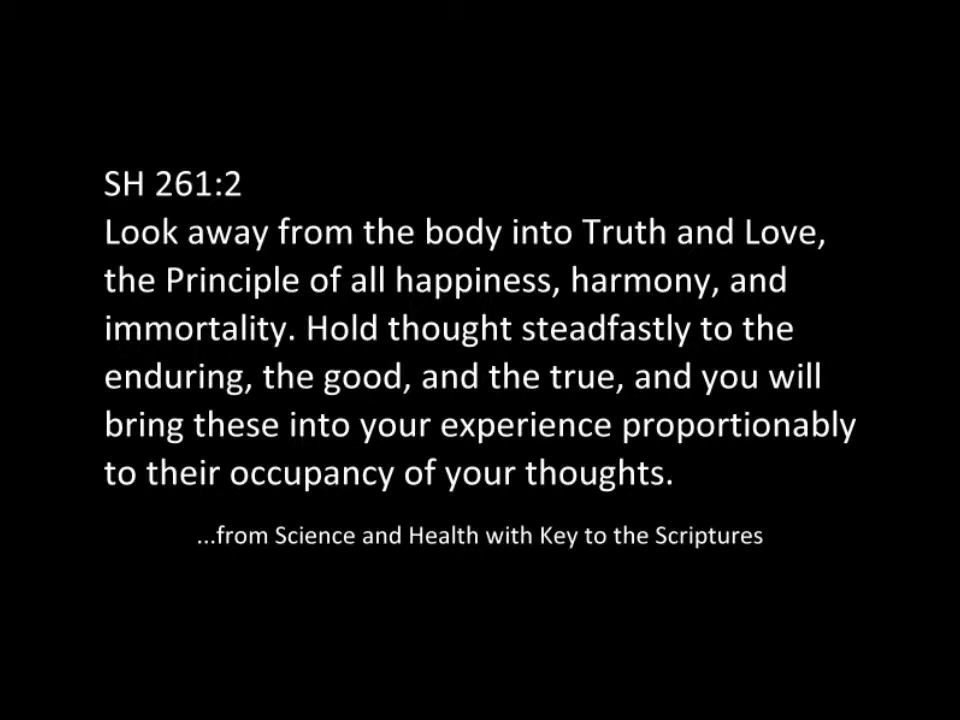 SH 261:2
Look away from the body into Truth and Love,
the Principle of all happiness, harmony, and
immortality. Hold thought steadfastly to the
enduring, the good, and the true, and you will
bring these into your experience proportionably
to their occupancy of your thoughts.
...from Science and Health with Key to the Scriptures